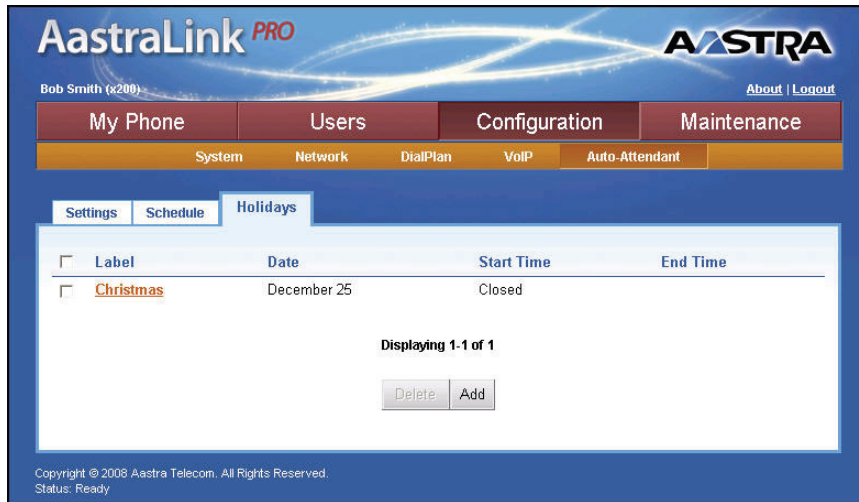 AastraLink PRO
AASTRA
Bob Smith (x200)
About | Logout
My Phone Users Configuration Maintenance
System Network DialPlan VoIP Auto-Attendant
Settings Schedule Holidays
Label Date Start Time End Time
Christmas December 25 Closed
Displaying 1-1 of 1
Delete Add
Copyright © 2008 Aastra Telecom. All Rights Reserved.
Status: Ready